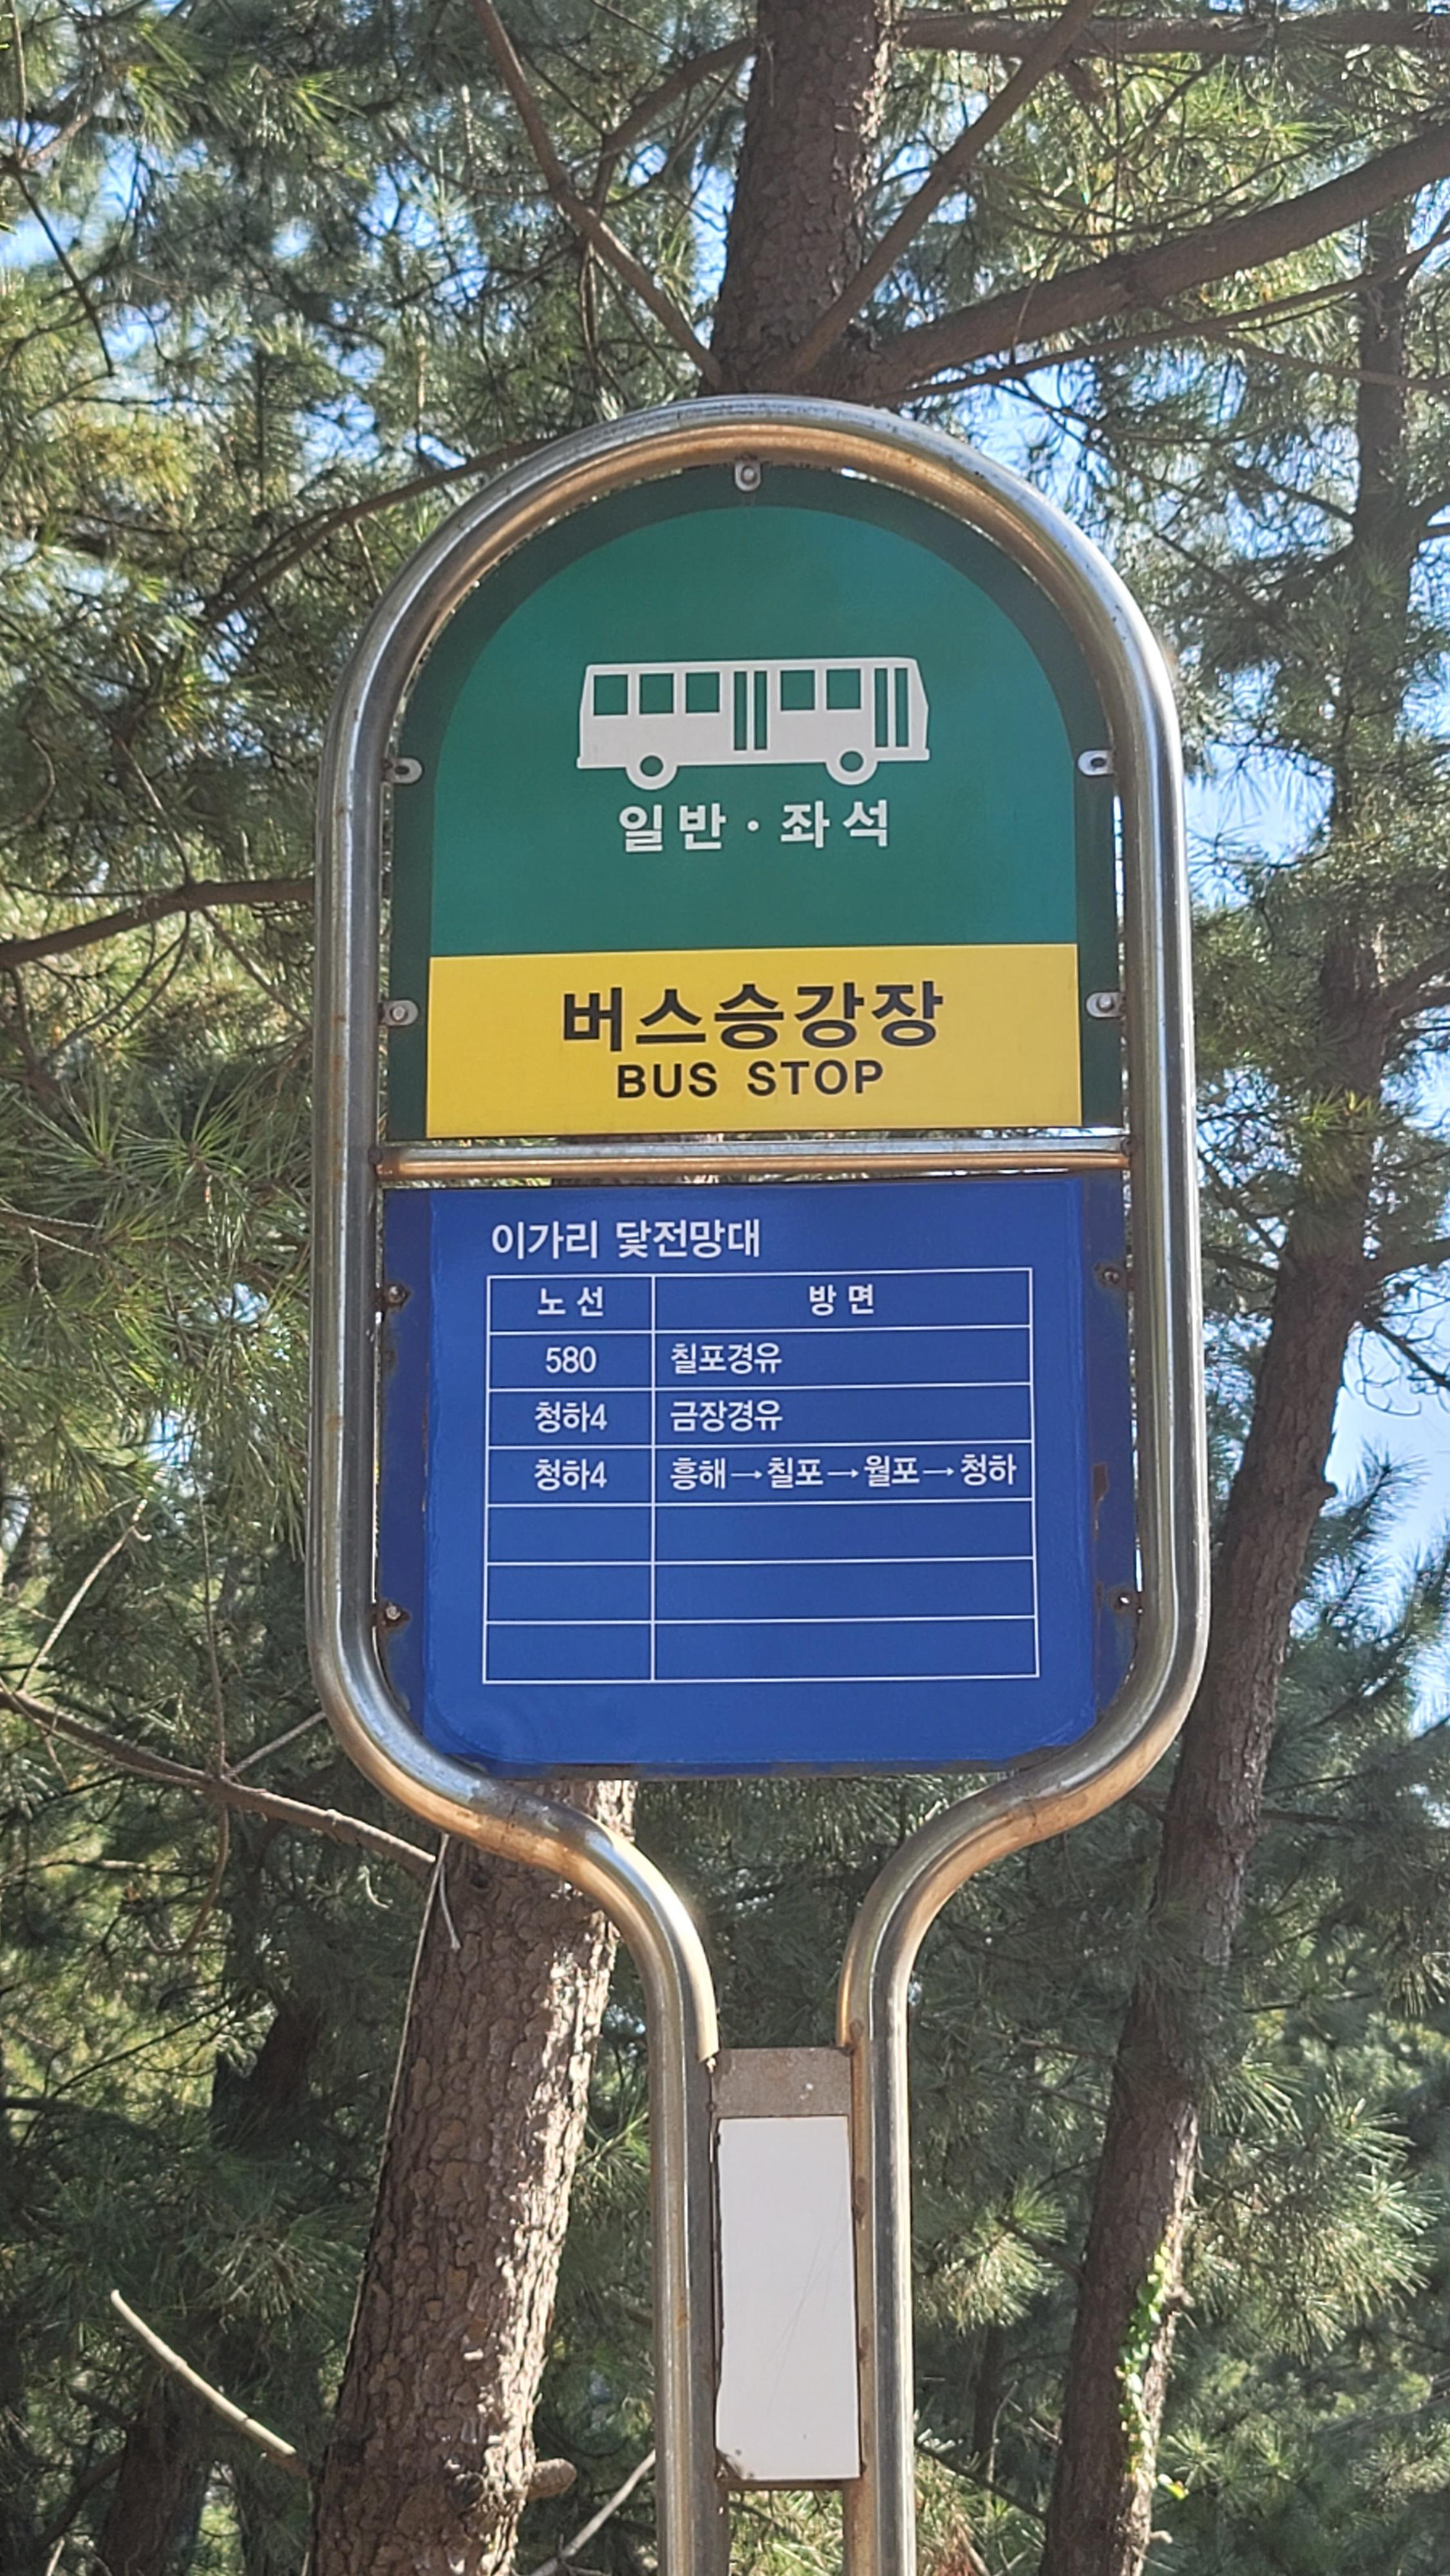 일반·좌석
버스승강장
BUS STOP
이가리 닻전망대
노선 방면
580 칠포경유
청하4 금장경유
청하4 흥해→칠포→월포→청하